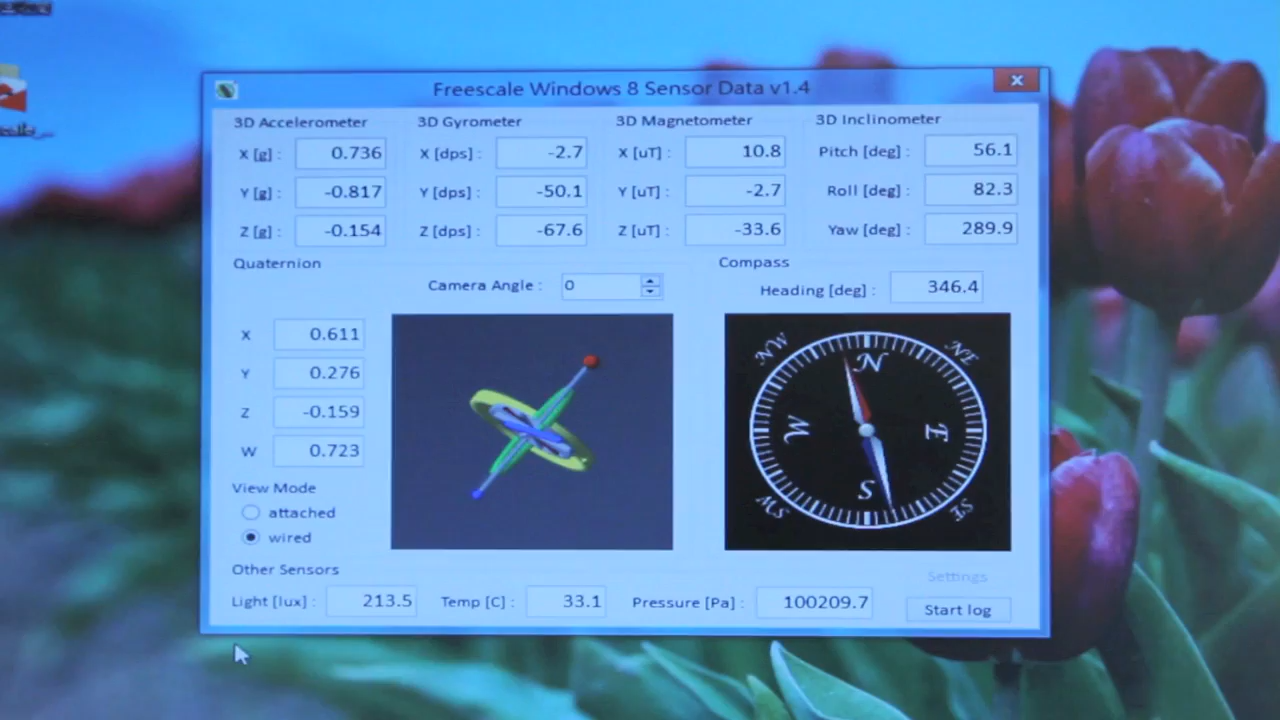 Freescale Windows 8 Sensor Data v1.4
3D Accelerometer 3D Gyrometer 3D Magnetometer 3D Inclinometer
X [g] : 0.736 X [dps] : -2.7 X [uT] : 10.8 Pitch [deg] : 56.1
Y [g] : -0.817 Y [dps] : -50.1 Y [uT] : -2.7 Roll [deg] : 82.3
Z [g] : -0.154 Z [dps] : -67.6 Z [uT] : -33.6 Yaw [deg] : 289.9
Quaternion Compass
Camera Angle : 0 Heading [deg] : 346.4
X 0.611
Y 0.276
Z -0.159
W 0.723
NW N NE
W E
SW S SE
View Mode
attached
wired
Other Sensors Settings
Light [lux] : 213.5 Temp [C] : 33.1 Pressure [Pa] : 100209.7 Start log